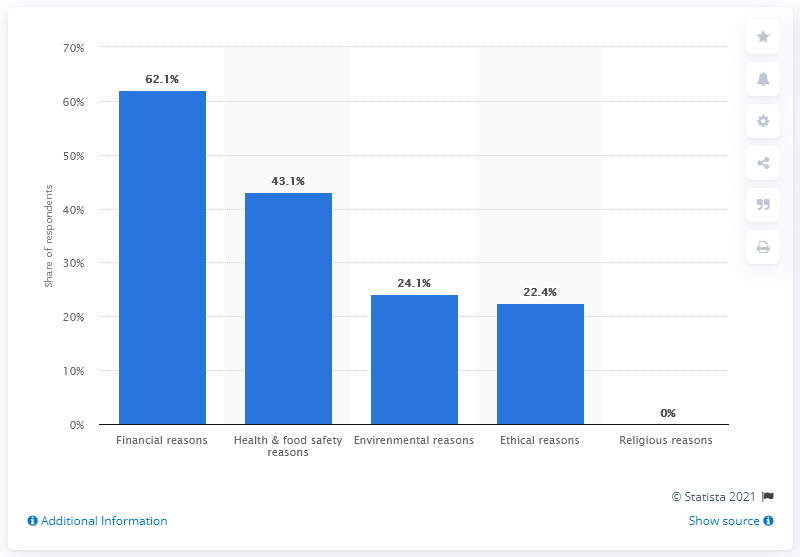 70%
60%
50%
40%
30%
20%
10%
0%
Share of respondents
62.1%
43.1%
24.1%
22.4%
0%
Financial reasons
Health & food safety
reasons
Envirenmental reasons
Ethical reasons
Religious reasons
© Statista 2021
Additional Information
Show source